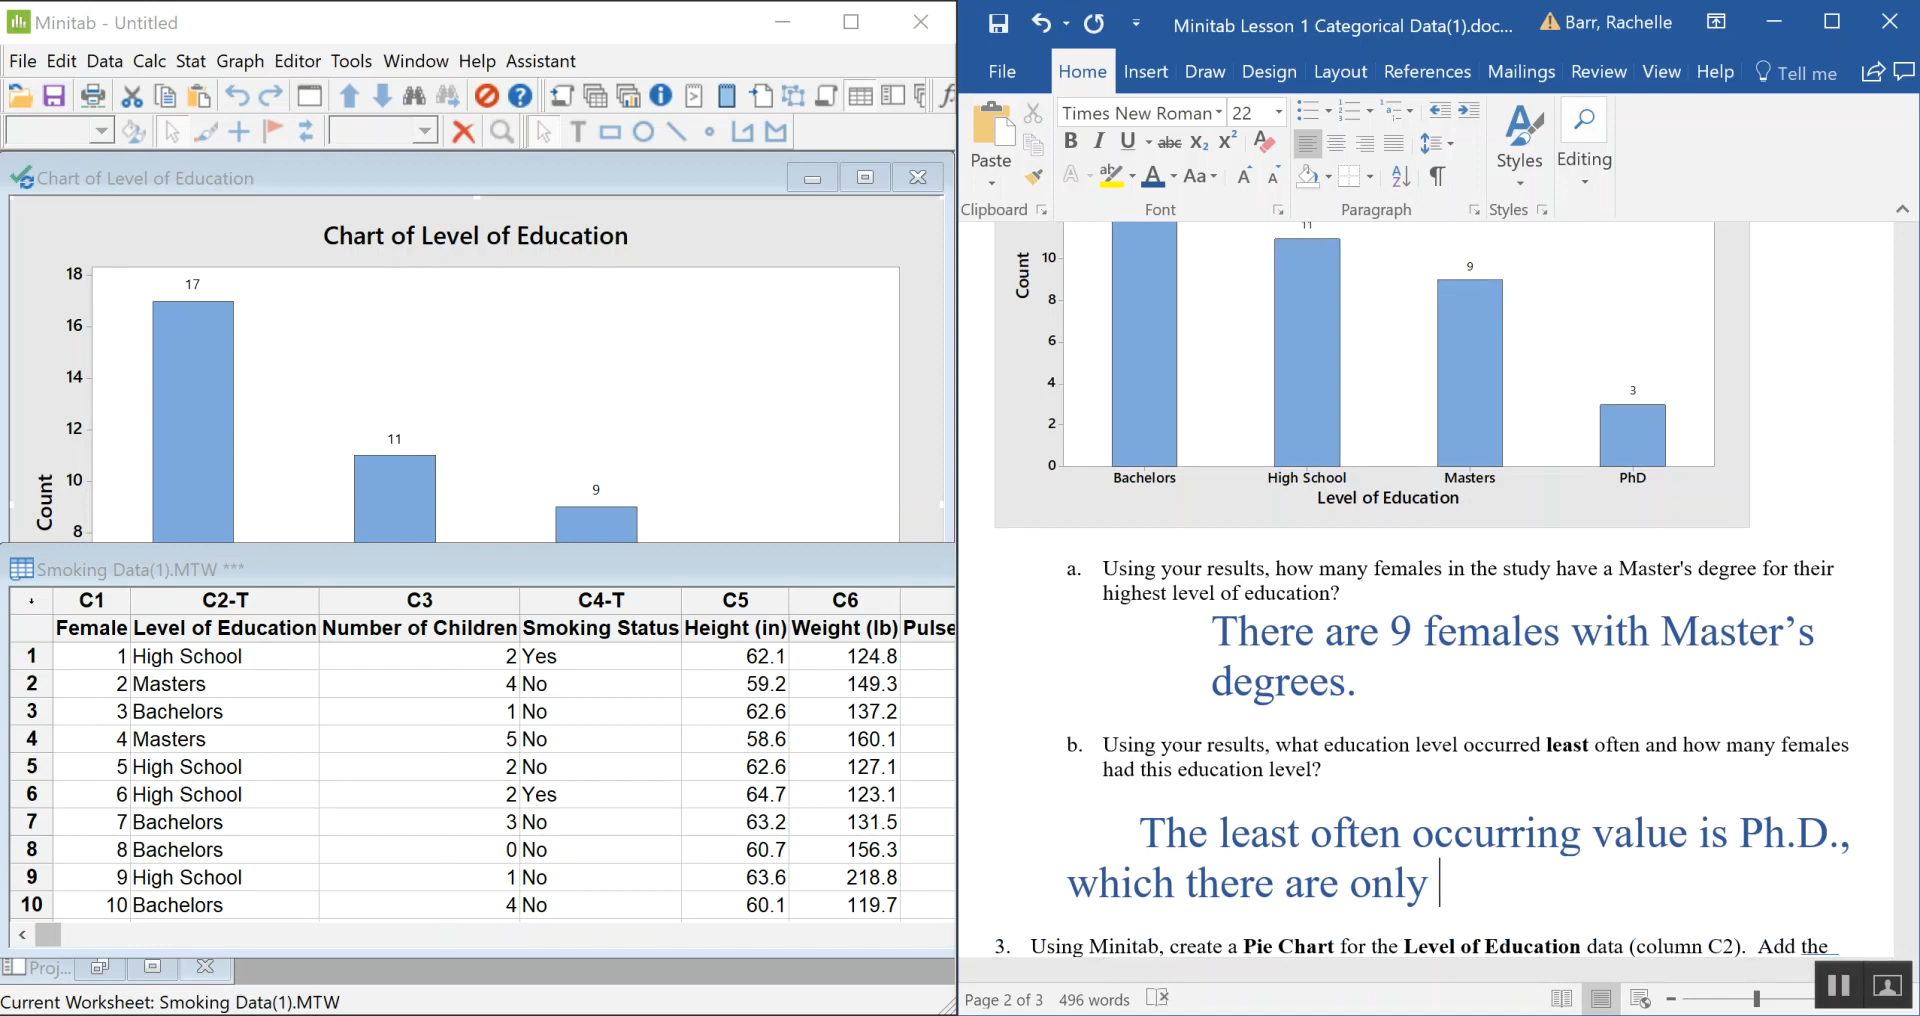 Minitab - Untitled
File Edit Data Calc Stat Graph Editor Tools Window Help Assistant
Chart of Level of Education
Chart of Level of Education
18
16
14
12
10
8
Count
17
11
9
Smoking Data(1).MTW ***
C1 C2-T C3 C4-T C5 C6
Female Level of Education Number of Children Smoking Status Height (in) Weight (lb) Pulse
1 1 High School 2 Yes 62.1 124.8
2 2 Masters 4 No 59.2 149.3
3 3 Bachelors 1 No 62.6 137.2
4 4 Masters 5 No 58.6 160.1
5 5 High School 2 No 62.6 127.1
6 6 High School 2 Yes 64.7 123.1
7 7 Bachelors 3 No 63.2 131.5
8 8 Bachelors 0 No 60.7 156.3
9 9 High School 1 No 63.6 218.8
10 10 Bachelors 4 No 60.1 119.7
Proj...
Current Worksheet: Smoking Data(1).MTW
Minitab Lesson 1 Categorical Data(1).doc... Barr, Rachelle
File Home Insert Draw Design Layout References Mailings Review View Help Tell me
Paste
Times New Roman 22
B I U abc X2 X2
A ab A Aa A A
Styles Editing
Clipboard Font Paragraph Styles
Count
10
8
6
4
2
0
11
9
3
Bachelors High School Masters PhD
Level of Education
a. Using your results, how many females in the study have a Master's degree for their
highest level of education?
There are 9 females with Master’s
degrees.
b. Using your results, what education level occurred least often and how many females
had this education level?
The least often occurring value is Ph.D.,
which there are only
3. Using Minitab, create a Pie Chart for the Level of Education data (column C2). Add the
Page 2 of 3 496 words